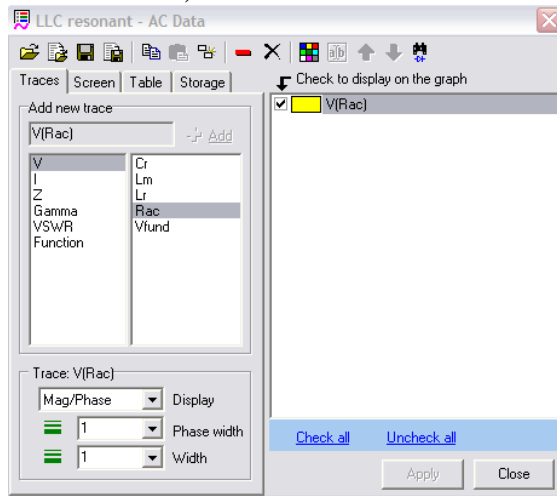 LLC resonant - AC Data
Traces Screen Table Storage
Check to display on the graph
Add new trace
V(Rac)
Add
V
I
Z
Gamma
VSWR
Function
Cr
Lm
Lr
Rac
Vfund
V(Rac)
Trace: V(Rac)
Mag/Phase Display
1 Phase width
1 Width
Check all Uncheck all
Apply Close